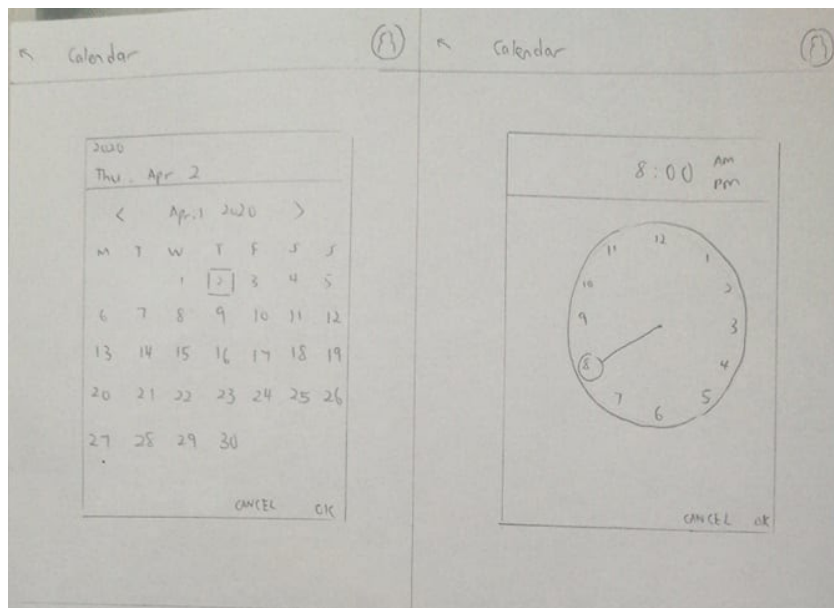 Calendar
2020
Thu. Apr 2
< April 2020 >
M T W T F S S
1 2 3 4 5
6 7 8 9 10 11 12
13 14 15 16 17 18 19
20 21 22 23 24 25 26
27 28 29 30
CANCEL OK
Calendar
8:00 AM
PM
12
11 1
10 2
9 3
8 4
7 5
6
CANCEL OK